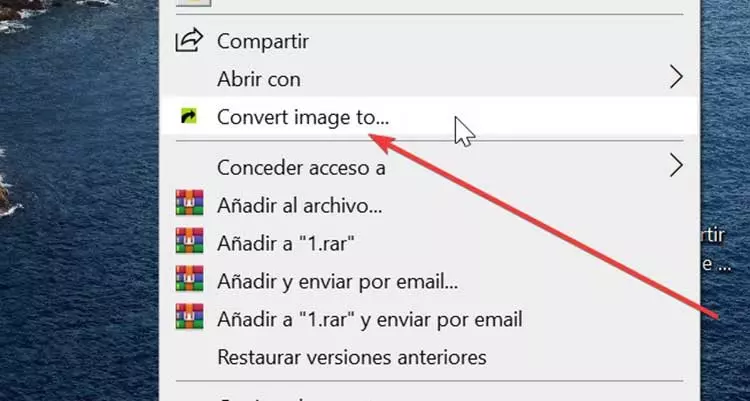 Compartir
Abrir con
Convert image to...
Conceder acceso a
Añadir al archivo...
Añadir a "1.rar"
Añadir y enviar por email...
Añadir a "1.rar" y enviar por email
Restaurar versiones anteriores
rtir
e ...